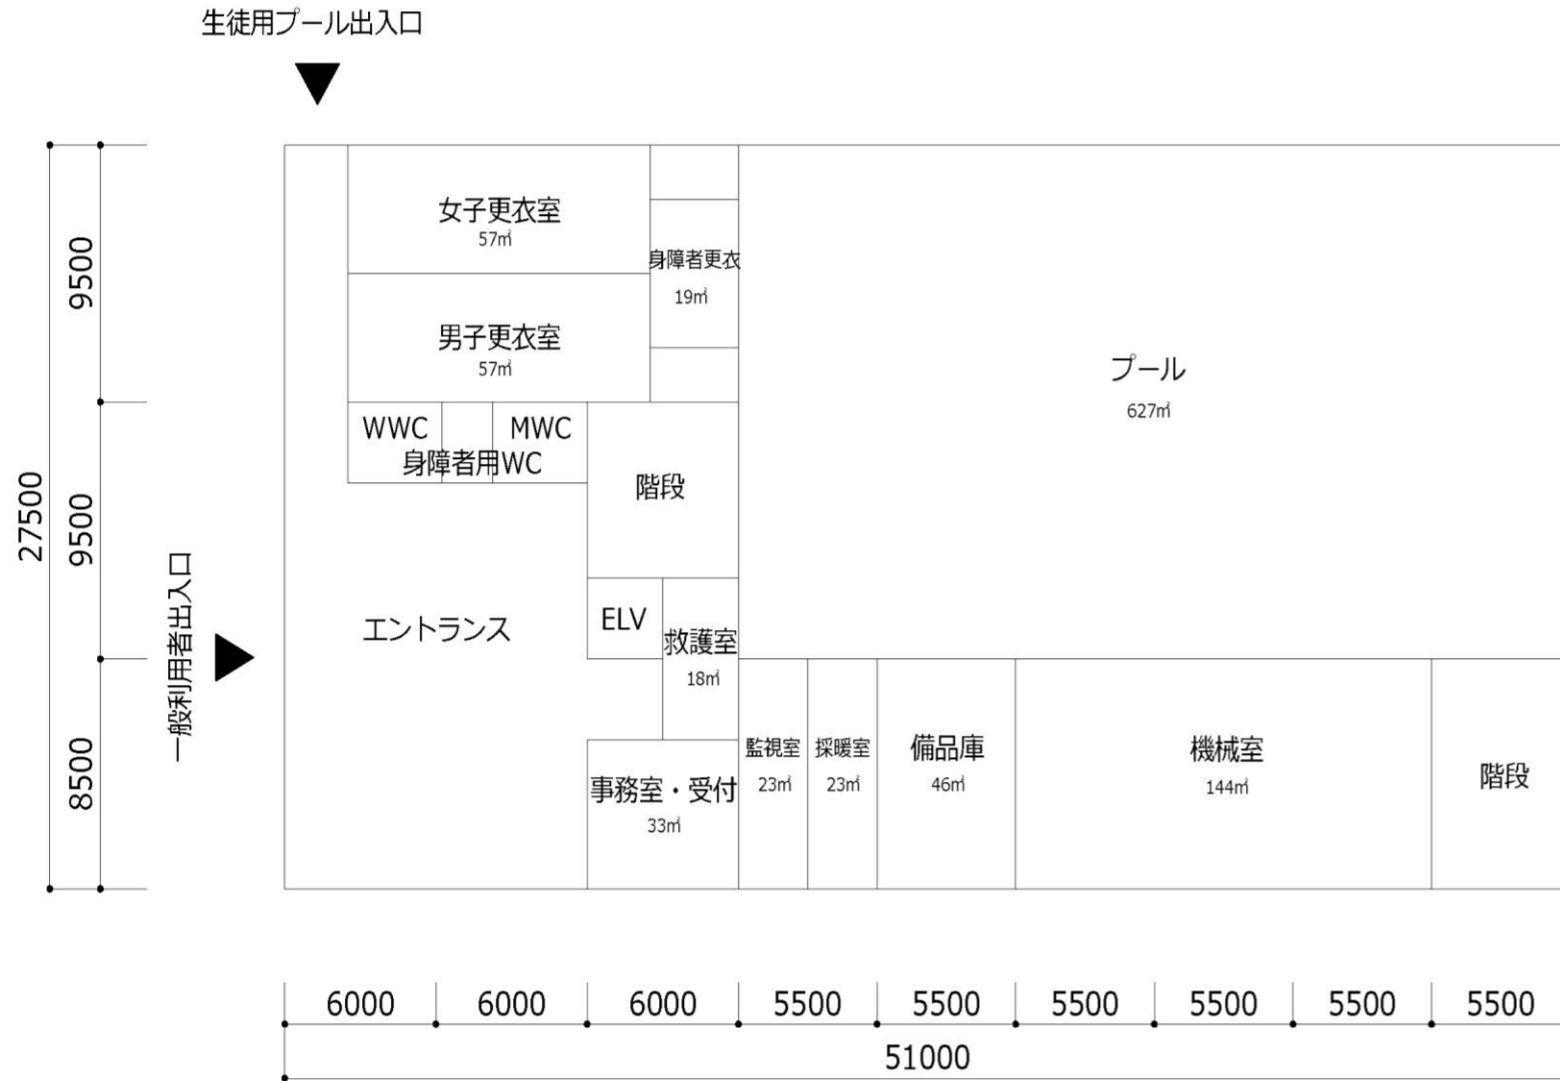 生徒用プール出入口
女子更衣室
57㎡
身障者更衣
19㎡
男子更衣室
57㎡
プール
627㎡
WWC
MWC
身障者用WC
階段
エントランス
ELV
救護室
18㎡
事務室・受付
33㎡
監視室
23㎡
採暖室
23㎡
備品庫
46㎡
機械室
144㎡
階段
一般利用者出入口
27500
9500
9500
8500
6000
6000
6000
5500
5500
5500
5500
5500
5500
51000